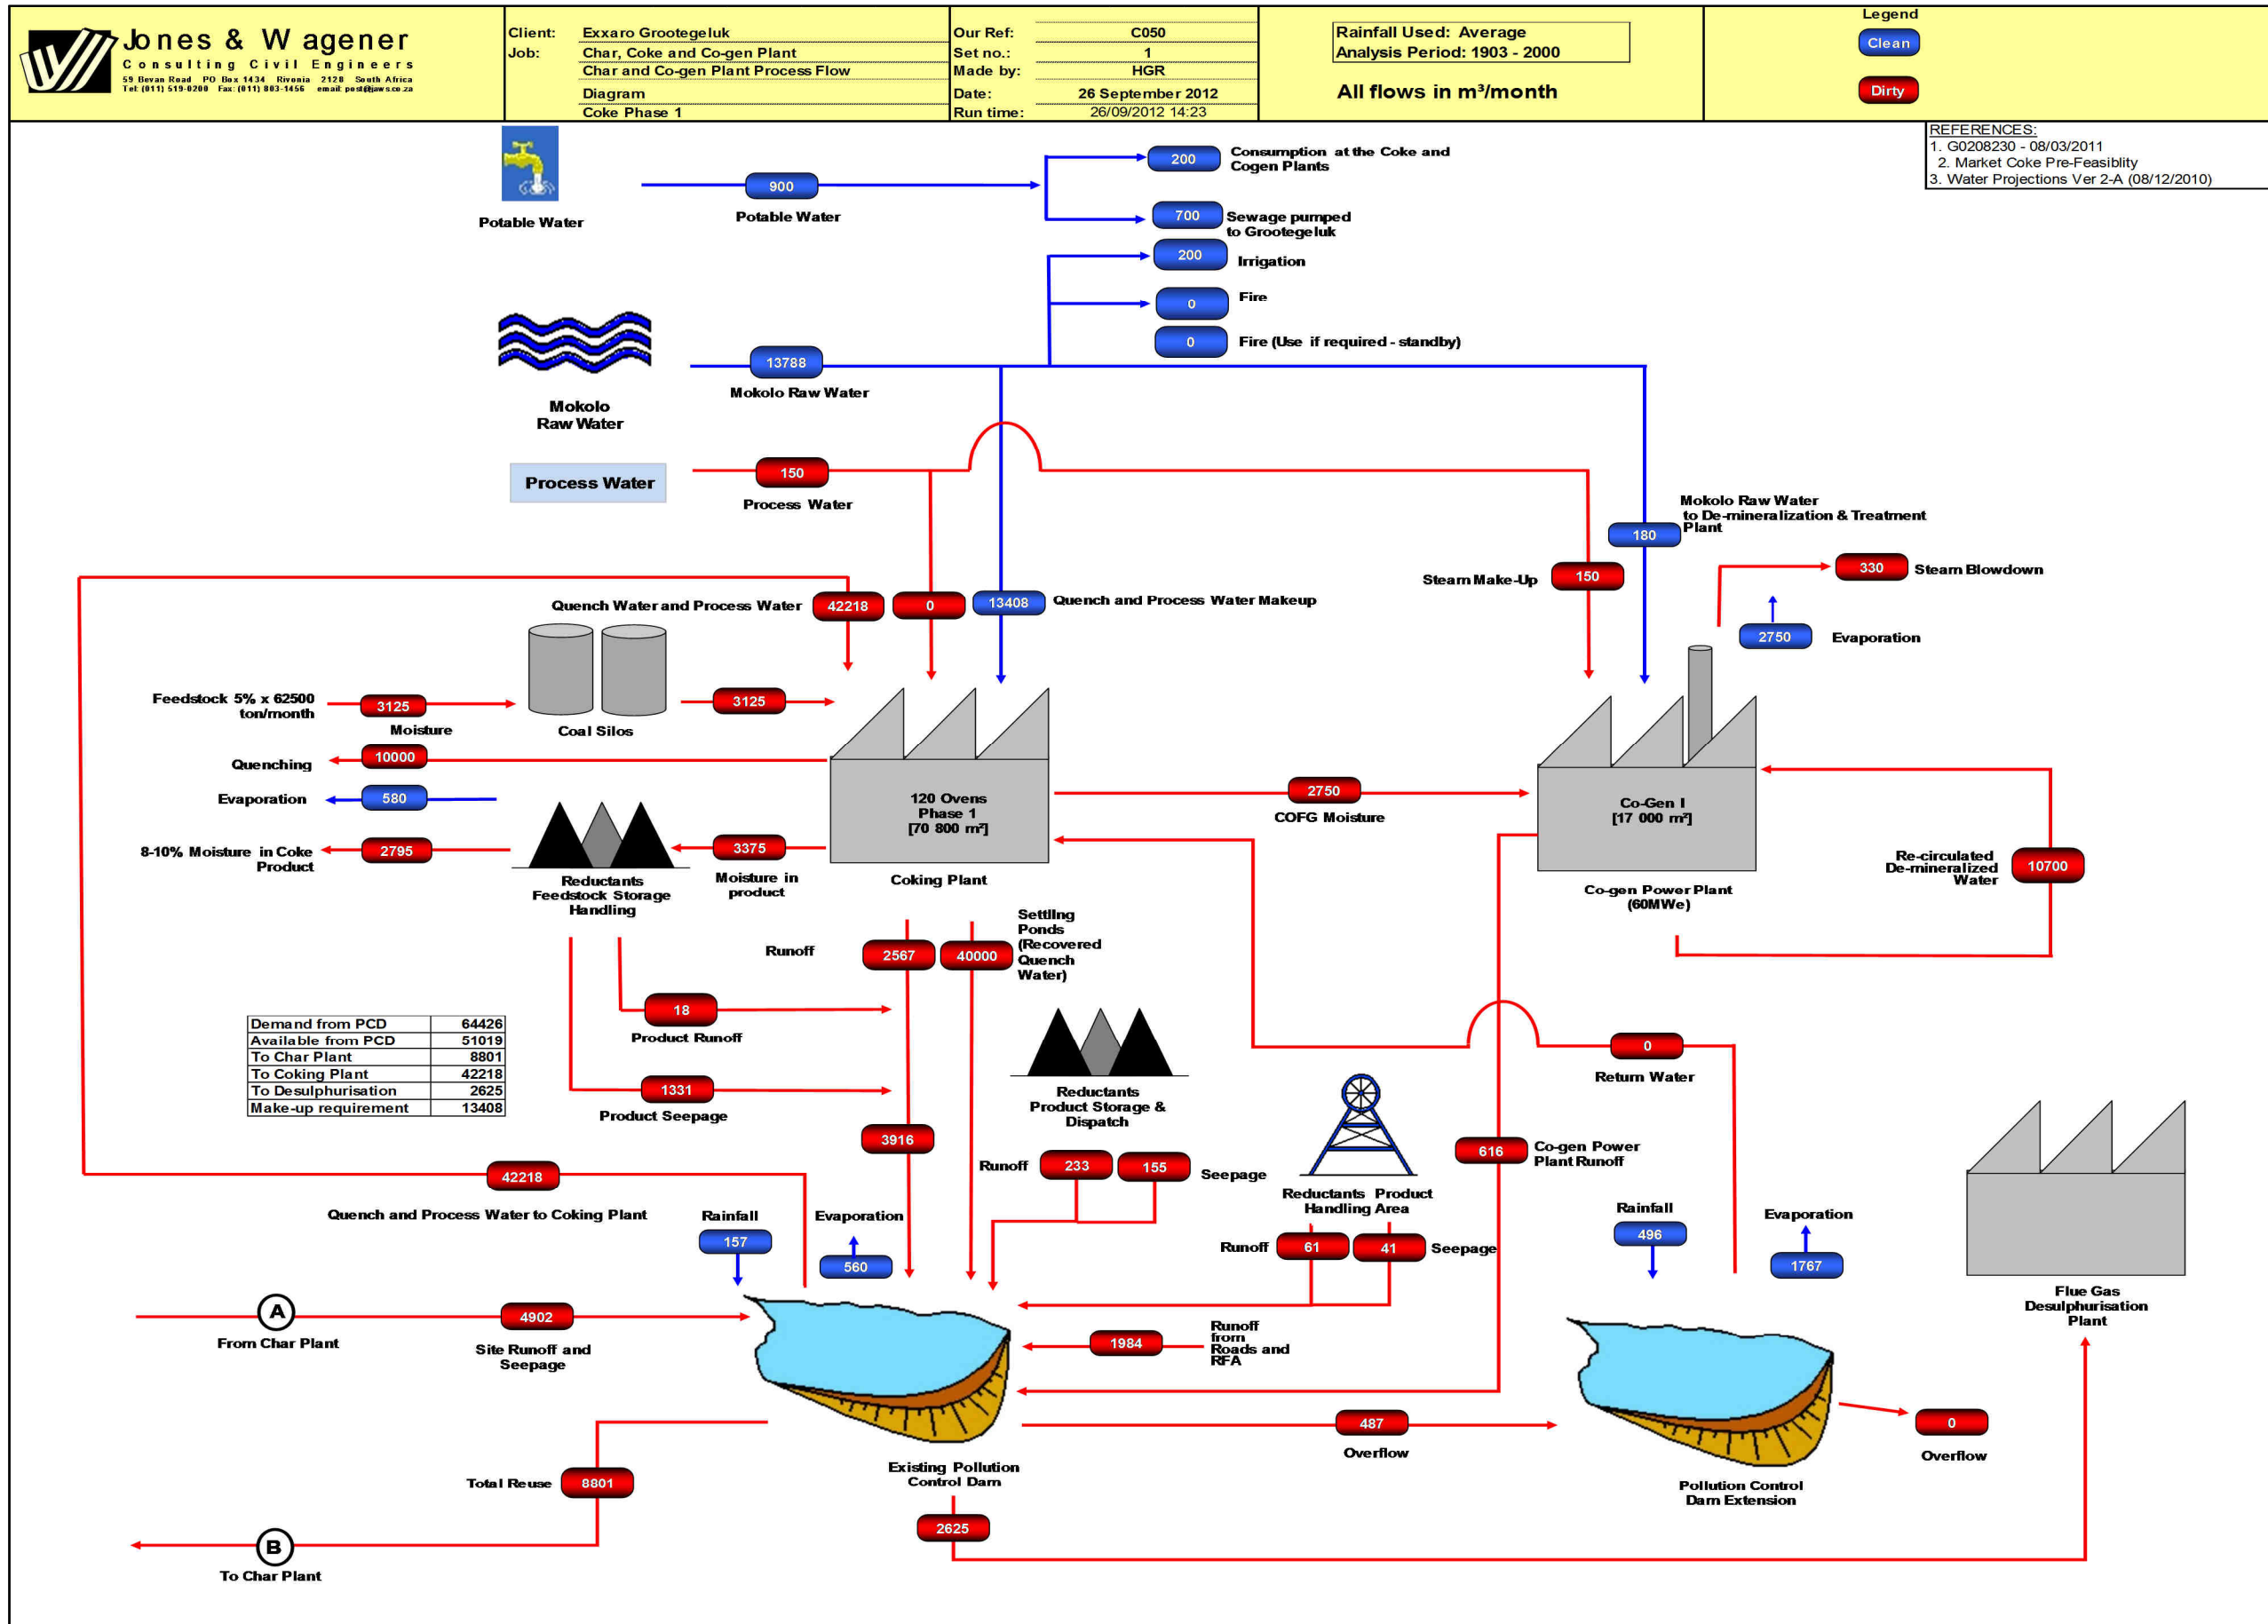 Jones & Wagener
Consulting Civil Engineers
59 Bevan Road PO Box 1434 Rivonia 2128 South Africa
Tel: (011) 519-0200 Fax: (011) 803-1456 email: post@jaws.co.za
Client: Exxaro Grootegeluk
Job: Char, Coke and Co-gen Plant
Char and Co-gen Plant Process Flow
Diagram
Coke Phase 1
Our Ref: C050
Set no.: 1
Made by: HGR
Date: 26 September 2012
Run time: 26/09/2012 14:23
Rainfall Used: Average
Analysis Period: 1903 - 2000
All flows in m³/month
Legend
Clean
Dirty
REFERENCES:
1. G0208230 - 08/03/2011
2. Market Coke Pre-Feasiblity
3. Water Projections Ver 2-A (08/12/2010)
Potable Water
900
Potable Water
200
Consumption at the Coke and
Cogen Plants
700
Sewage pumped
to Grootegeluk
200
Irrigation
0
Fire
0
Fire (Use if required - standby)
Mokolo
Raw Water
13788
Mokolo Raw Water
Process Water
150
Process Water
Mokolo Raw Water
to De-mineralization & Treatment
Plant
180
Steam Make-Up
150
330
Steam Blowdown
2750
Evaporation
Quench Water and Process Water
42218
0
13408
Quench and Process Water Makeup
Feedstock 5% x 62500
ton/month
3125
Moisture
Coal Silos
3125
Quenching
10000
Evaporation
580
8-10% Moisture in Coke
Product
2795
Reductants
Feedstock Storage
Handling
3375
Moisture in
product
120 Ovens
Phase 1
[70 800 m²]
Coking Plant
2750
COFG Moisture
Co-Gen I
[17 000 m²]
Co-gen Power Plant
(60MWe)
Re-circulated
De-mineralized
Water
10700
Runoff
2567
40000
Settling
Ponds
(Recovered
Quench
Water)
18
Product Runoff
1331
Product Seepage
3916
Demand from PCD 64426
Available from PCD 51019
To Char Plant 8801
To Coking Plant 42218
To Desulphurisation 2625
Make-up requirement 13408
Reductants
Product Storage &
Dispatch
Runoff
233
155
Seepage
Reductants Product
Handling Area
Runoff
61
41
Seepage
0
Return Water
616
Co-gen Power
Plant Runoff
42218
Quench and Process Water to Coking Plant
Rainfall
157
Evaporation
560
Rainfall
496
Evaporation
1767
Flue Gas
Desulphurisation
Plant
A
From Char Plant
4902
Site Runoff and
Seepage
1984
Runoff
from
Roads and
RFA
487
Overflow
0
Overflow
Existing Pollution
Control Dam
Pollution Control
Dam Extension
Total Reuse
8801
2625
B
To Char Plant